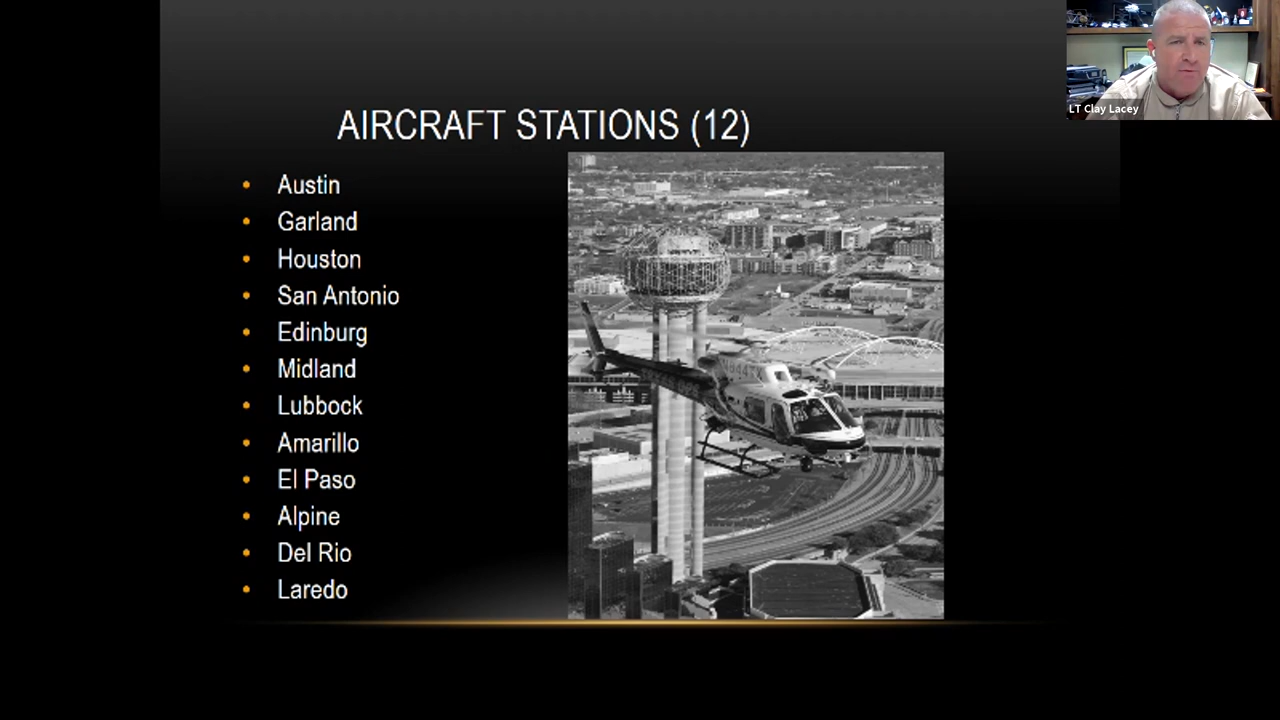 AIRCRAFT STATIONS (12)
• Austin
• Garland
• Houston
• San Antonio
• Edinburg
• Midland
• Lubbock
• Amarillo
• El Paso
• Alpine
• Del Rio
• Laredo
LT Clay Lacey